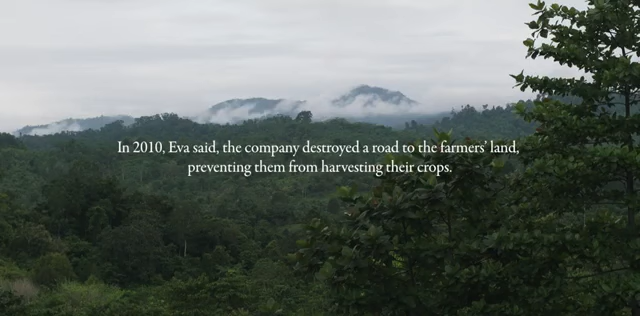 In 2010, Eva said, the company destroyed a road to the farmers' land,
preventing them from harvesting their crops.